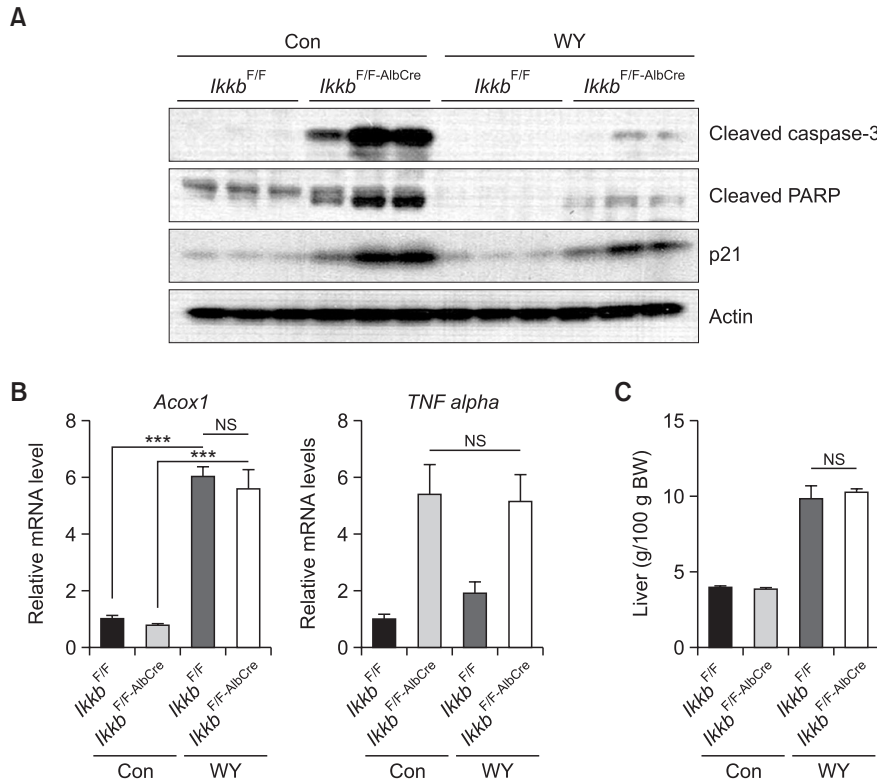 A
Con WY
Ikkb F/F Ikkb F/F-AlbCre Ikkb F/F Ikkb F/F-AlbCre
Cleaved caspase-3
Cleaved PARP
p21
Actin
B
Acox1
Relative mRNA level
8
6
4
2
0
***
***
NS
Ikkb F/F
Ikkb F/F-AlbCre
Ikkb F/F
Ikkb F/F-AlbCre
Con WY
TNF alpha
Relative mRNA levels
8
6
4
2
0
NS
Ikkb F/F
Ikkb F/F-AlbCre
Ikkb F/F
Ikkb F/F-AlbCre
Con WY
C
Liver (g/100 g BW)
15
10
5
0
NS
Ikkb F/F
Ikkb F/F-AlbCre
Ikkb F/F
Ikkb F/F-AlbCre
Con WY